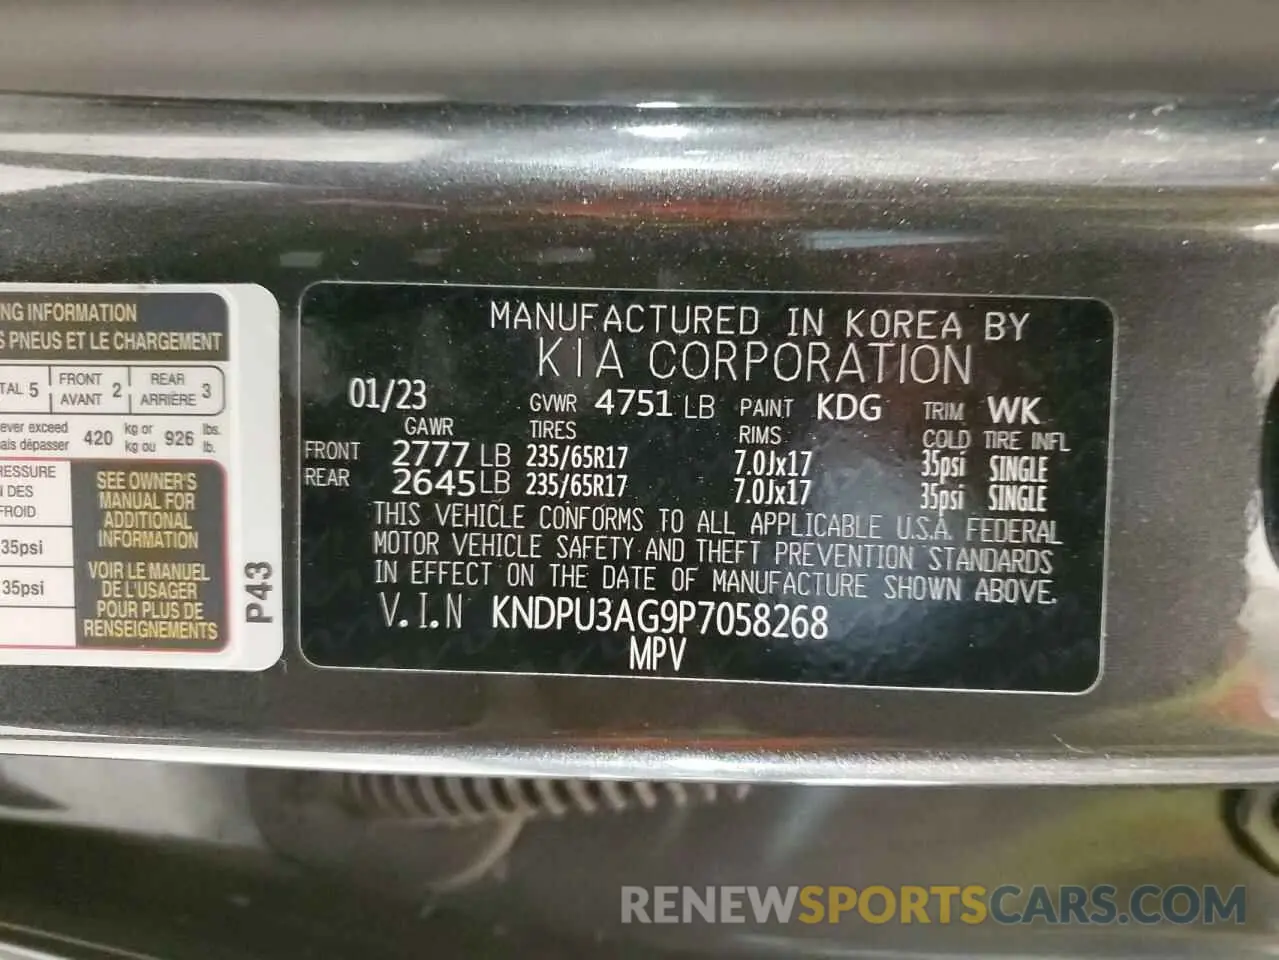 NG INFORMATION
S PNEUS ET LE CHARGEMENT
TAL 5 FRONT AVANT 2 REAR ARRIÈRE 3
ever exceed
ais dépasser 420 kg or kg ou 926 lbs. lb.
RESSURE
DES
FROID
35psi
35psi
SEE OWNER'S
MANUAL FOR
ADDITIONAL
INFORMATION
VOIR LE MANUEL
DE L'USAGER
POUR PLUS DE
RENSEIGNEMENTS
P43
MANUFACTURED IN KOREA BY
KIA CORPORATION
01/23 GVWR 4751 LB PAINT KDG TRIM WK
GAWR TIRES RIMS COLD TIRE INFL
FRONT 2777 LB 235/65R17 7.0Jx17 35psi SINGLE
REAR 2645 LB 235/65R17 7.0Jx17 35psi SINGLE
THIS VEHICLE CONFORMS TO ALL APPLICABLE U.S.A. FEDERAL
MOTOR VEHICLE SAFETY AND THEFT PREVENTION STANDARDS
IN EFFECT ON THE DATE OF MANUFACTURE SHOWN ABOVE.
V.I.N KNDPU3AG9P7058268
MPV
RENEWSPORTSCARS.COM